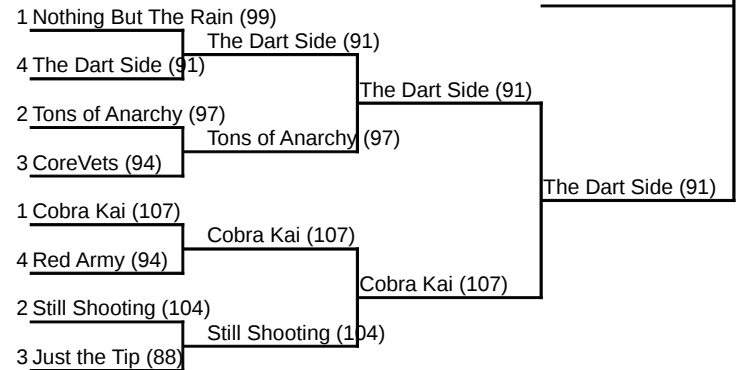 1 Nothing But The Rain (99)
The Dart Side (91)
4 The Dart Side (91)
The Dart Side (91)
2 Tons of Anarchy (97)
Tons of Anarchy (97)
3 CoreVets (94)
The Dart Side (91)
1 Cobra Kai (107)
Cobra Kai (107)
4 Red Army (94)
Cobra Kai (107)
2 Still Shooting (104)
Still Shooting (104)
3 Just the Tip (88)